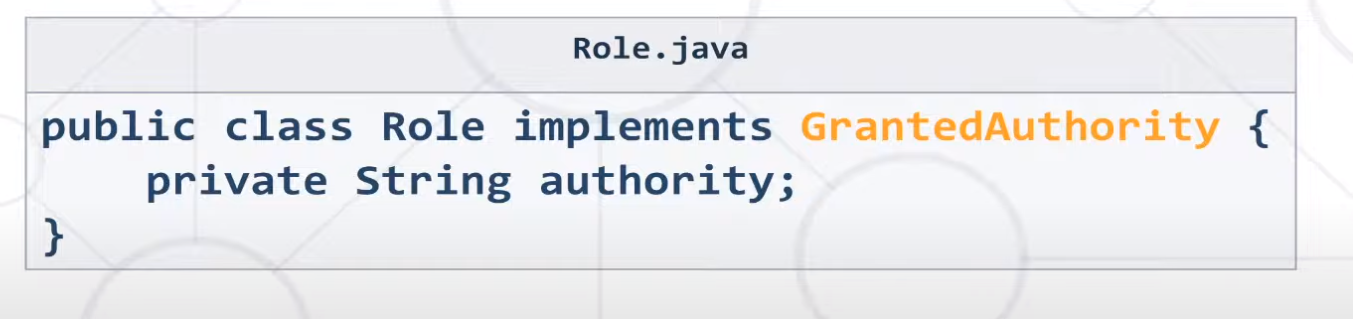 Role.java
public class Role implements GrantedAuthority {
    private String authority;
}